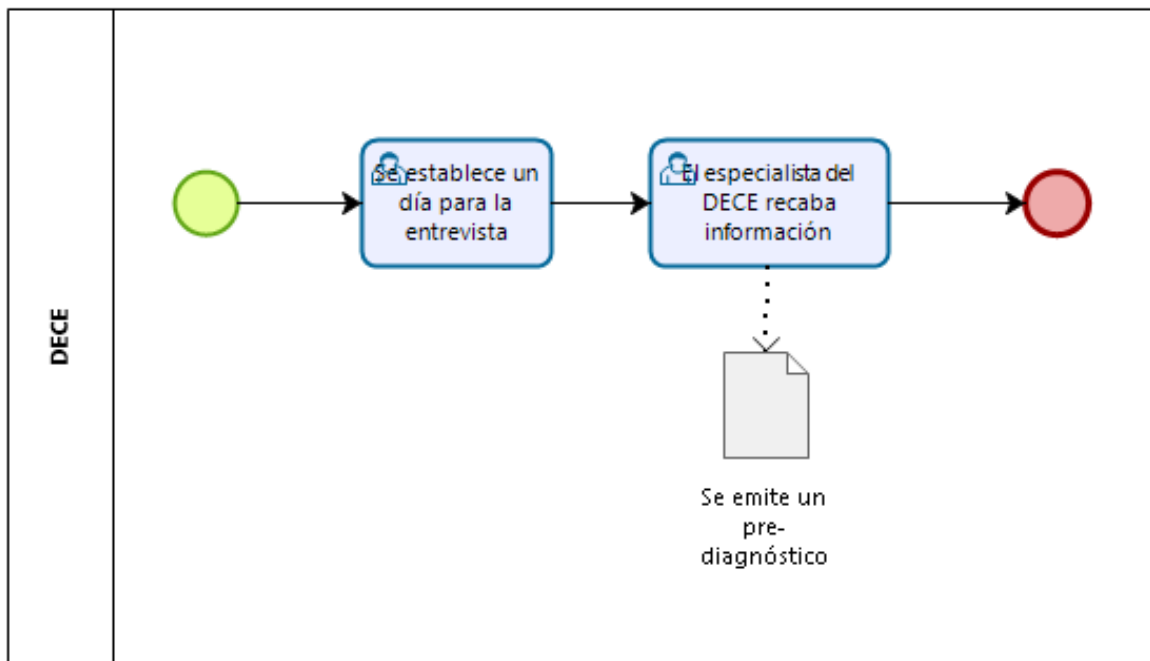 DECE
Se establece un
día para la
entrevista
El especialista del
DECE recaba
información
Se emite un
pre-
diagnóstico